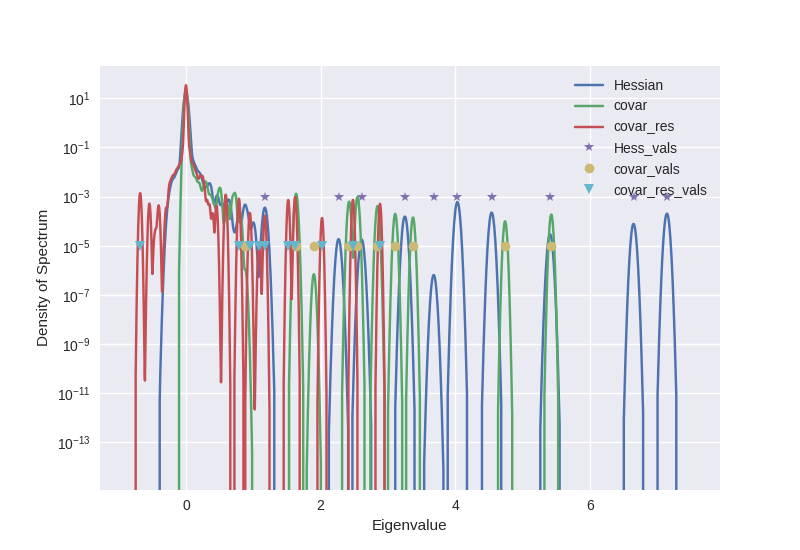 Hessian
covar
covar_res
Hess_vals
covar_vals
covar_res_vals
10^1
10^-1
10^-3
10^-5
10^-7
10^-9
10^-11
10^-13
Density of Spectrum
0 2 4 6
Eigenvalue